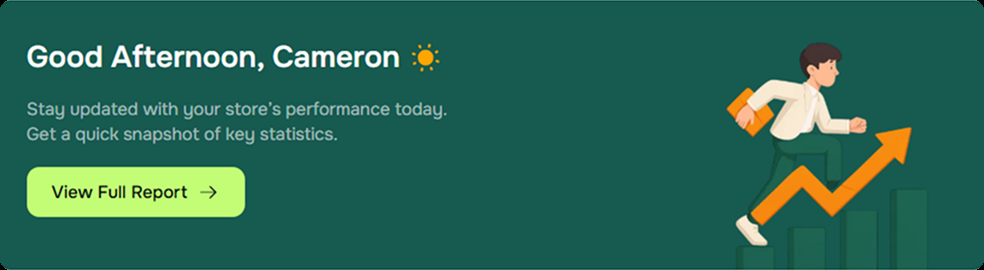 Good Afternoon, Cameron
Stay updated with your store's performance today.
Get a quick snapshot of key statistics.
View Full Report →